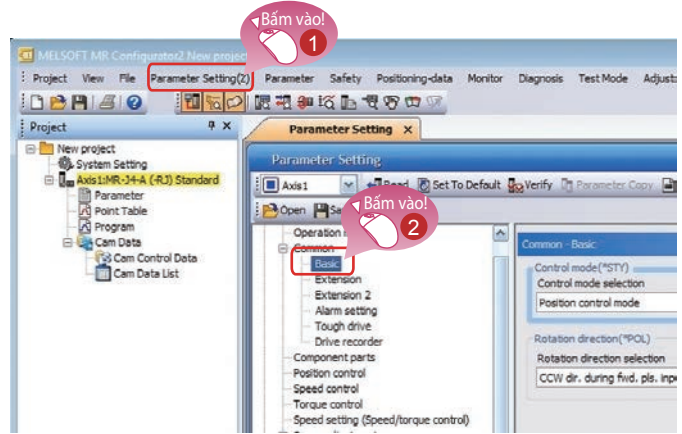 Bấm vào!
1
MELSOFT MR Configurator2 New project
Project View File Parameter Setting(Z) Parameter Safety Positioning-data Monitor Diagnosis Test Mode
Project
Parameter Setting
New project
System Setting
Axis1:MR-J4-A (-RJ) Standard
Parameter
Point Table
Program
Cam Data
Cam Control Data
Cam Data List
Parameter Setting
Axis1
Read Set To Default Verify Parameter Copy
Open
Bấm vào!
2
Common
Basic
Extension
Extension 2
Alarm setting
Tough drive
Drive recorder
Component parts
Position control
Speed control
Torque control
Speed setting (Speed/torque control)
Common - Basic
Control mode(*STY)
Control mode selection
Position control mode
Rotation direction(*POL)
Rotation direction selection
CCW dir. during fwd. pls.